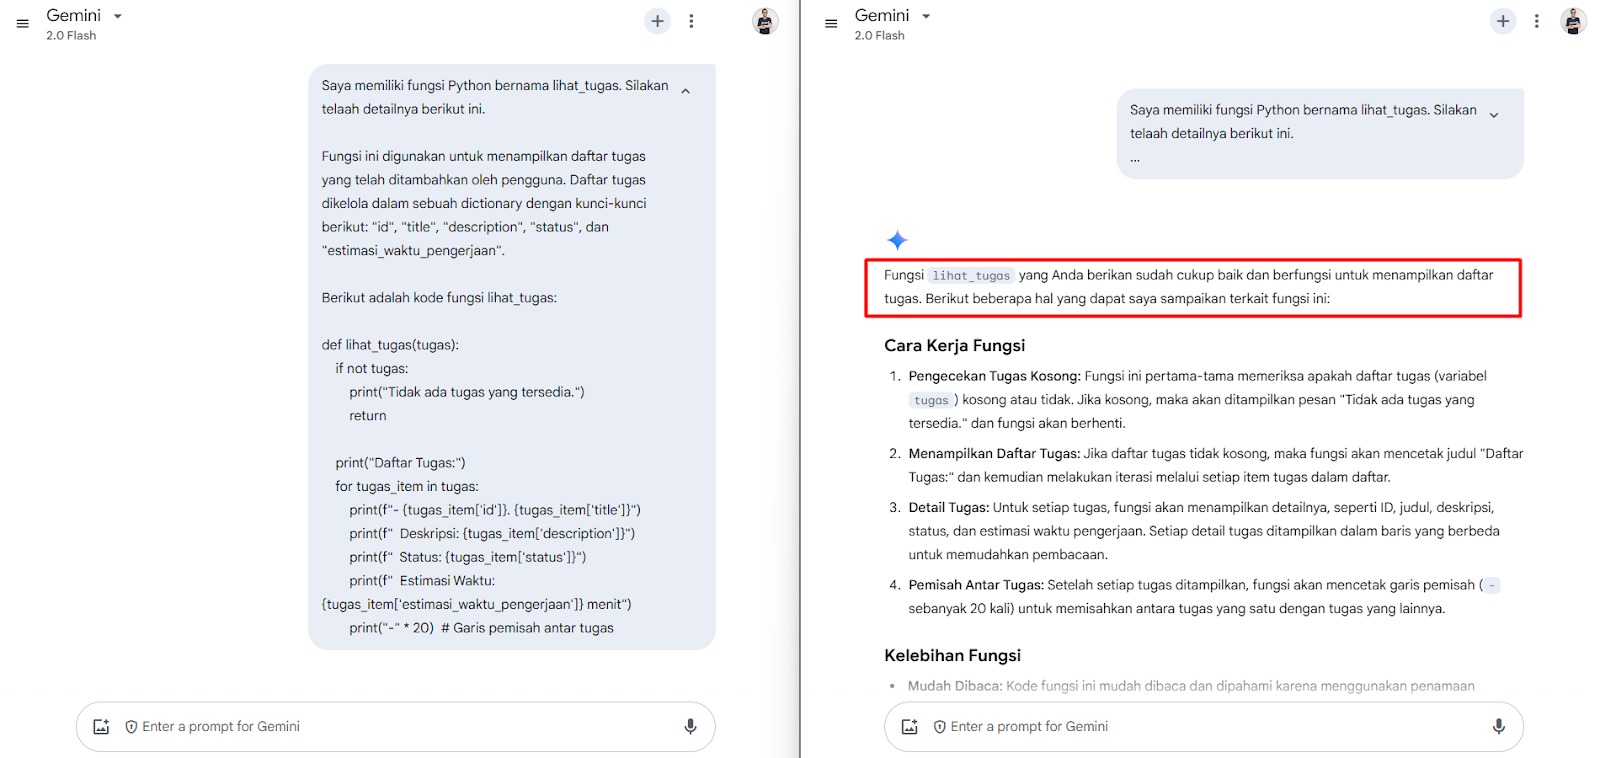 Gemini
2.0 Flash
Saya memiliki fungsi Python bernama lihat_tugas. Silakan
telaah detailnya berikut ini.
Fungsi ini digunakan untuk menampilkan daftar tugas
yang telah ditambahkan oleh pengguna. Daftar tugas
dikelola dalam sebuah dictionary dengan kunci-kunci
berikut: "id", "title", "description", "status", dan
"estimasi_waktu_pengerjaan".
Berikut adalah kode fungsi lihat_tugas:
def lihat_tugas(tugas):
    if not tugas:
        print("Tidak ada tugas yang tersedia.")
        return
    print("Daftar Tugas:")
    for tugas_item in tugas:
        print(f"- {tugas_item['id']}. {tugas_item['title']}")
        print(f"  Deskripsi: {tugas_item['description']}")
        print(f"  Status: {tugas_item['status']}")
        print(f"  Estimasi Waktu:
{tugas_item['estimasi_waktu_pengerjaan']} menit")
        print("-" * 20)  # Garis pemisah antar tugas
Enter a prompt for Gemini
Gemini
2.0 Flash
Saya memiliki fungsi Python bernama lihat_tugas. Silakan
telaah detailnya berikut ini.
...
Fungsi lihat_tugas yang Anda berikan sudah cukup baik dan berfungsi untuk menampilkan daftar
tugas. Berikut beberapa hal yang dapat saya sampaikan terkait fungsi ini:
Cara Kerja Fungsi
1. Pengecekan Tugas Kosong: Fungsi ini pertama-tama memeriksa apakah daftar tugas (variabel
tugas ) kosong atau tidak. Jika kosong, maka akan ditampilkan pesan "Tidak ada tugas yang
tersedia." dan fungsi akan berhenti.
2. Menampilkan Daftar Tugas: Jika daftar tugas tidak kosong, maka fungsi akan mencetak judul "Daftar
Tugas:" dan kemudian melakukan iterasi melalui setiap item tugas dalam daftar.
3. Detail Tugas: Untuk setiap tugas, fungsi akan menampilkan detailnya, seperti ID, judul, deskripsi,
status, dan estimasi waktu pengerjaan. Setiap detail tugas ditampilkan dalam baris yang berbeda
untuk memudahkan pembacaan.
4. Pemisah Antar Tugas: Setelah setiap tugas ditampilkan, fungsi akan mencetak garis pemisah ( -
sebanyak 20 kali) untuk memisahkan antara tugas yang satu dengan tugas yang lainnya.
Kelebihan Fungsi
• Mudah Dibaca: Kode fungsi ini mudah dibaca dan dipahami karena menggunakan penamaan
Enter a prompt for Gemini